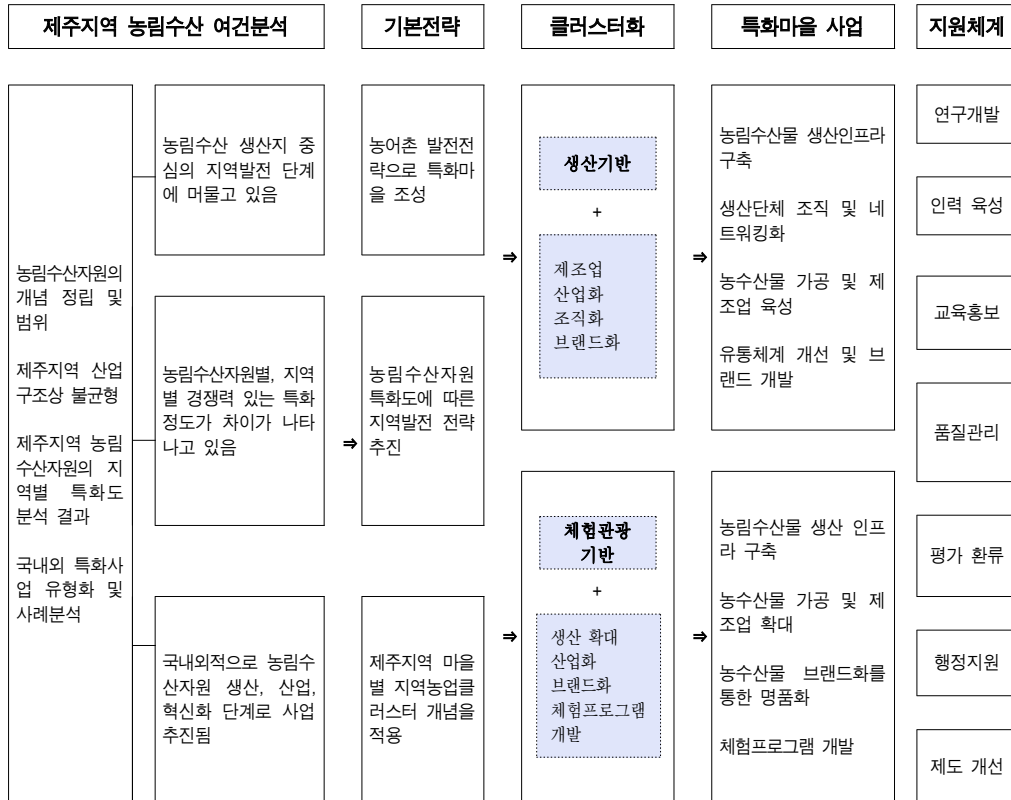 제주지역 농림수산 여건분석
기본전략
클러스터화
특화마을 사업
지원체계
농림수산자원의
개념 정립 및
범위
제주지역 산업
구조상 불균형
제주지역 농림
수산자원의 지
역별 특화도
분석 결과
국내외 특화사
업 유형화 및
사례분석
농림수산 생산지 중
심의 지역발전 단계
에 머물고 있음
농림수산자원별, 지역
별 경쟁력 있는 특화
정도가 차이가 나타
나고 있음
국내외적으로 농림수
산자원 생산, 산업,
혁신화 단계로 사업
추진됨
⇒
농어촌 발전전
략으로 특화마
을 조성
농림수산자원
특화도에 따른
지역발전 전략
추진
제주지역 마을
별 지역농업클
러스터 개념을
적용
⇒
생산기반
+
제조업
산업화
조직화
브랜드화
⇒
체험관광
기반
+
생산 확대
산업화
브랜드화
체험프로그램
개발
⇒
농림수산물 생산인프라
구축
생산단체 조직 및 네
트워킹화
농수산물 가공 및 제
조업 육성
유통체계 개선 및 브
랜드 개발
⇒
농림수산물 생산 인프
라 구축
농수산물 가공 및 제
조업 확대
농수산물 브랜드화를
통한 명품화
체험프로그램 개발
연구개발
인력 육성
교육홍보
품질관리
평가 환류
행정지원
제도 개선